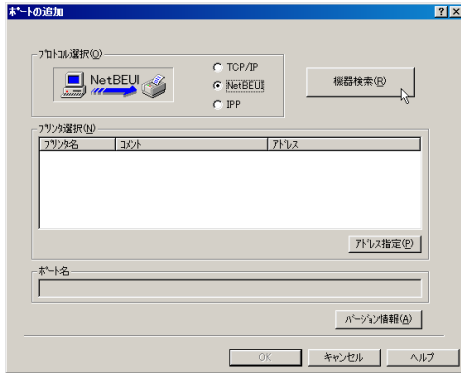 ﾎﾟｰﾄの追加
ﾌﾟﾛﾄｺﾙ選択(O)
NetBEUI
TCP/IP
NetBEUI
IPP
機器検索(R)
ﾌﾟﾘﾝﾀ選択(N)
ﾌﾟﾘﾝﾀ名 ｺﾒﾝﾄ ｱﾄﾞﾚｽ
ｱﾄﾞﾚｽ指定(P)
ﾎﾟｰﾄ名
ﾊﾞｰｼﾞｮﾝ情報(A)
OK ｷｬﾝｾﾙ ﾍﾙﾌﾟ